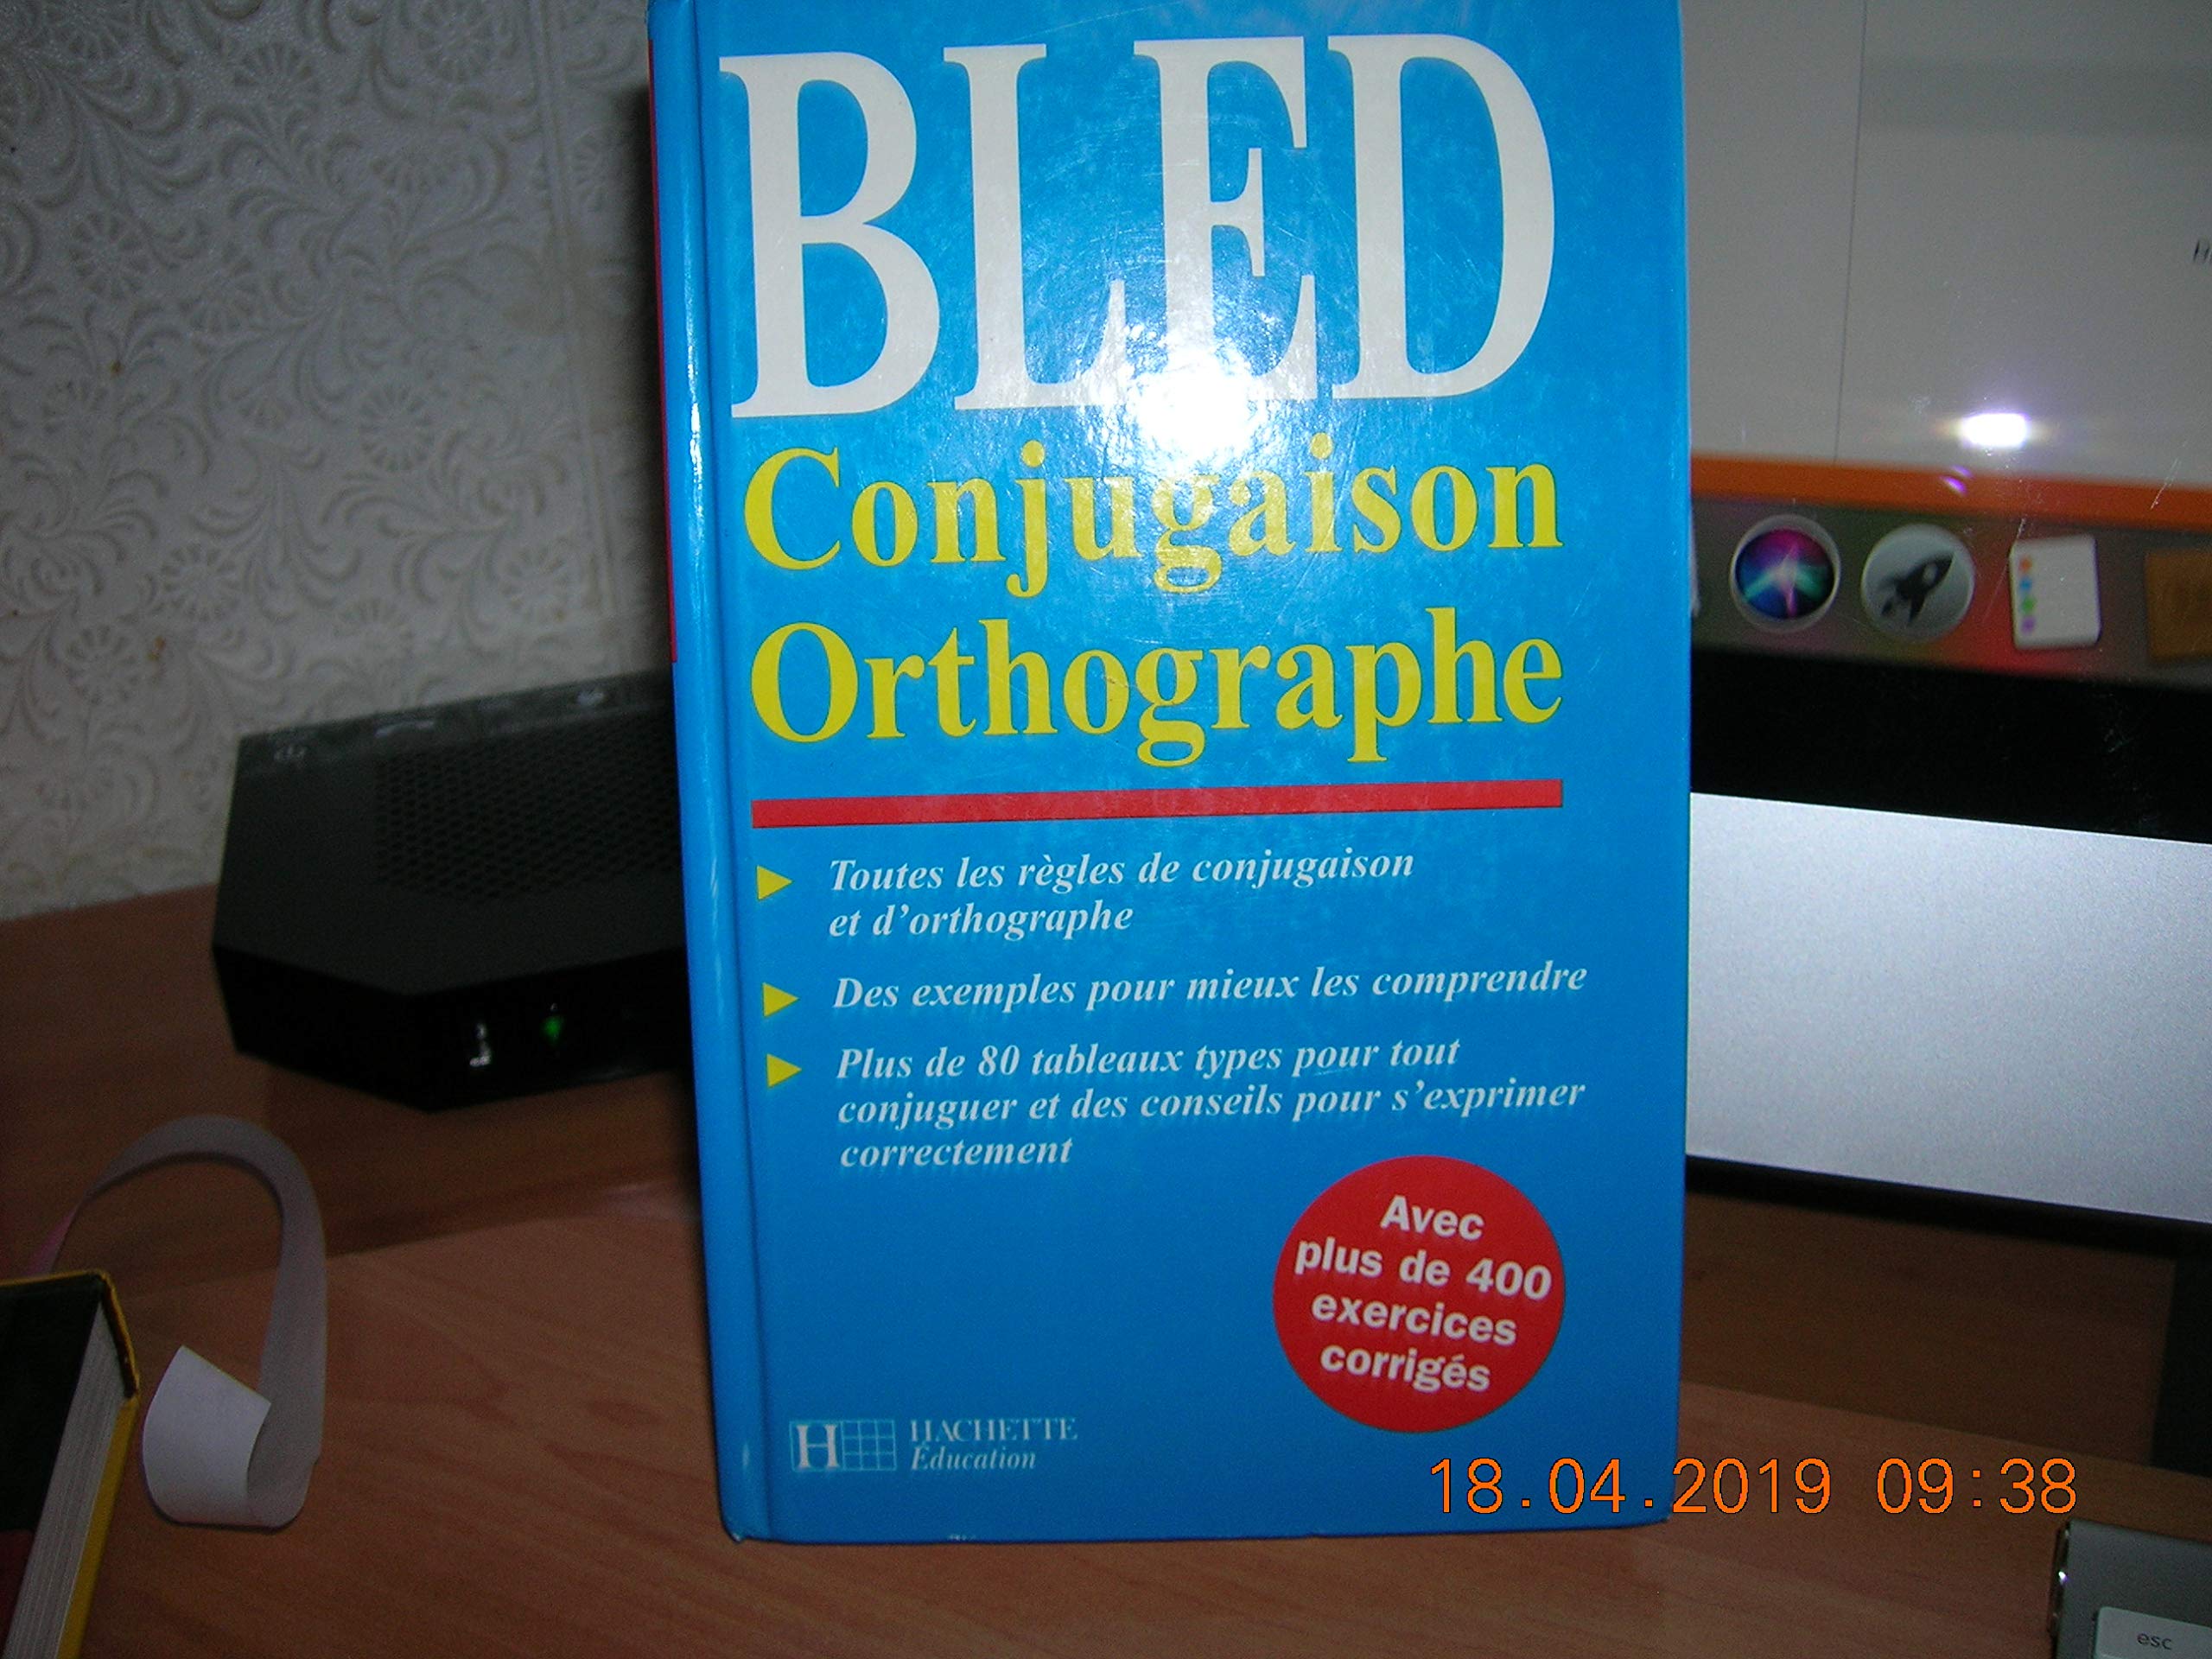 BLED
Conjugaison
Orthographe
Toutes les règles de conjugaison
et d'orthographe
Des exemples pour mieux les comprendre
Plus de 80 tableaux types pour tout
conjuguer et des conseils pour s'exprimer
correctement
Avec
plus de 400
exercices
corrigés
H HACHETTE
Éducation
18.04.2019 09:38
esc